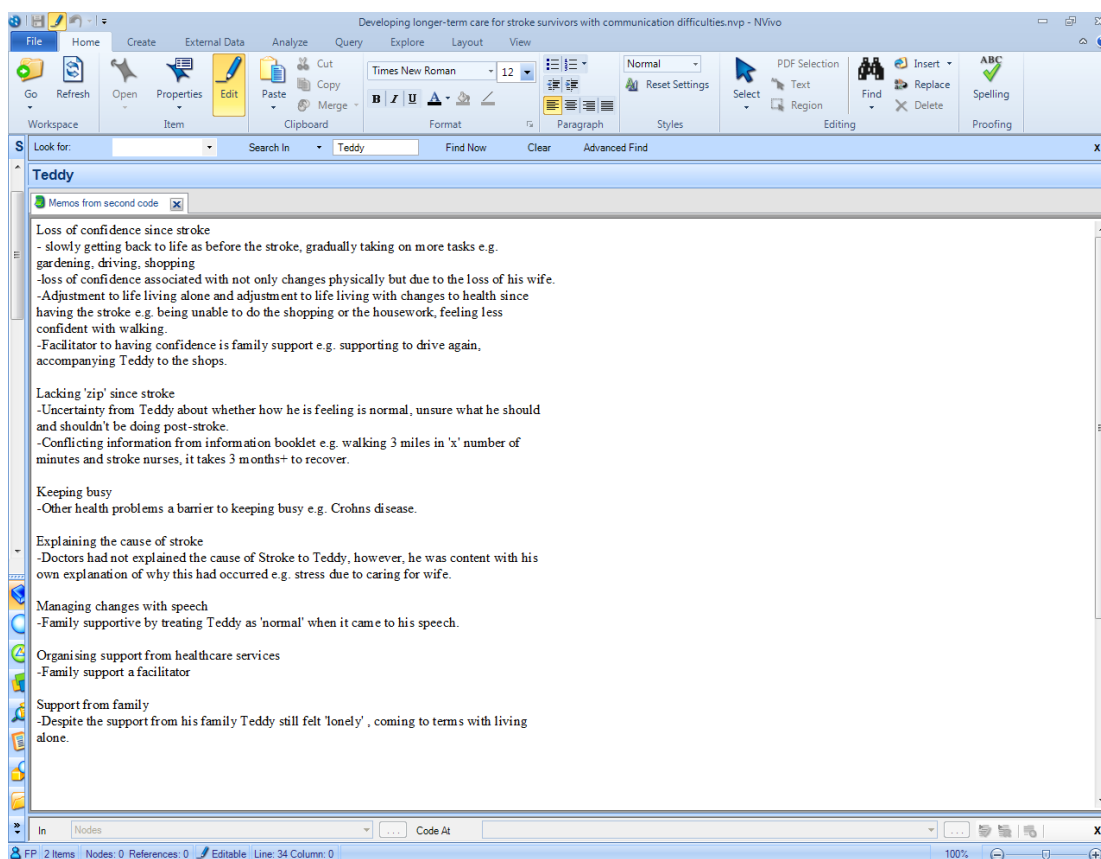 Developing longer-term care for stroke survivors with communication difficulties.nvp - NVivo
File Home Create External Data Analyze Query Explore Layout View
Go Refresh Open Properties Edit Paste Cut Copy Merge Times New Roman 12 Normal Reset Settings Select PDF Selection Text Region Find Insert Replace Delete ABC Spelling
B I U A
Workspace Item Clipboard Format Paragraph Styles Editing Proofing
S Look for: Search In Teddy Find Now Clear Advanced Find x
Teddy
Memos from second code
Loss of confidence since stroke
- slowly getting back to life as before the stroke, gradually taking on more tasks e.g.
gardening, driving, shopping
-loss of confidence associated with not only changes physically but due to the loss of his wife.
-Adjustment to life living alone and adjustment to life living with changes to health since
having the stroke e.g. being unable to do the shopping or the housework, feeling less
confident with walking.
-Facilitator to having confidence is family support e.g. supporting to drive again,
accompanying Teddy to the shops.
Lacking 'zip' since stroke
-Uncertainty from Teddy about whether how he is feeling is normal, unsure what he should
and shouldn't be doing post-stroke.
-Conflicting information from information booklet e.g. walking 3 miles in 'x' number of
minutes and stroke nurses, it takes 3 months+ to recover.
Keeping busy
-Other health problems a barrier to keeping busy e.g. Crohns disease.
Explaining the cause of stroke
-Doctors had not explained the cause of Stroke to Teddy, however, he was content with his
own explanation of why this had occurred e.g. stress due to caring for wife.
Managing changes with speech
-Family supportive by treating Teddy as 'normal' when it came to his speech.
Organising support from healthcare services
-Family support a facilitator
Support from family
-Despite the support from his family Teddy still felt 'lonely' , coming to terms with living
alone.
In Nodes ... Code At ... x
FP 2 Items Nodes: 0 References: 0 Editable Line: 34 Column: 0 100%